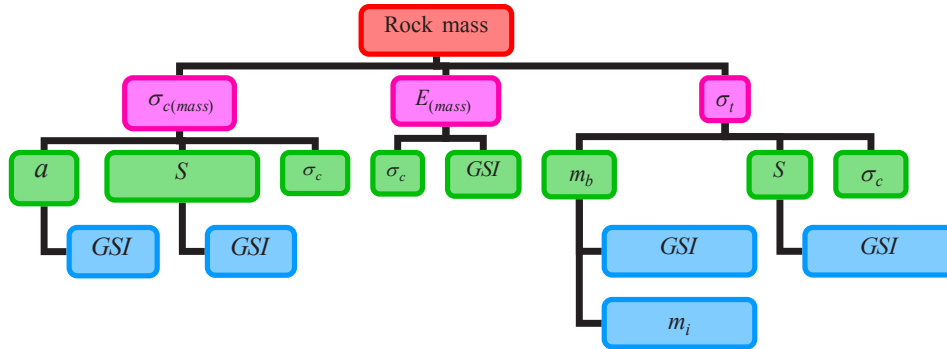 Rock mass
σc(mass)
E(mass)
σt
a
S
σc
σc
GSI
mb
S
σc
GSI
GSI
GSI
GSI
mi